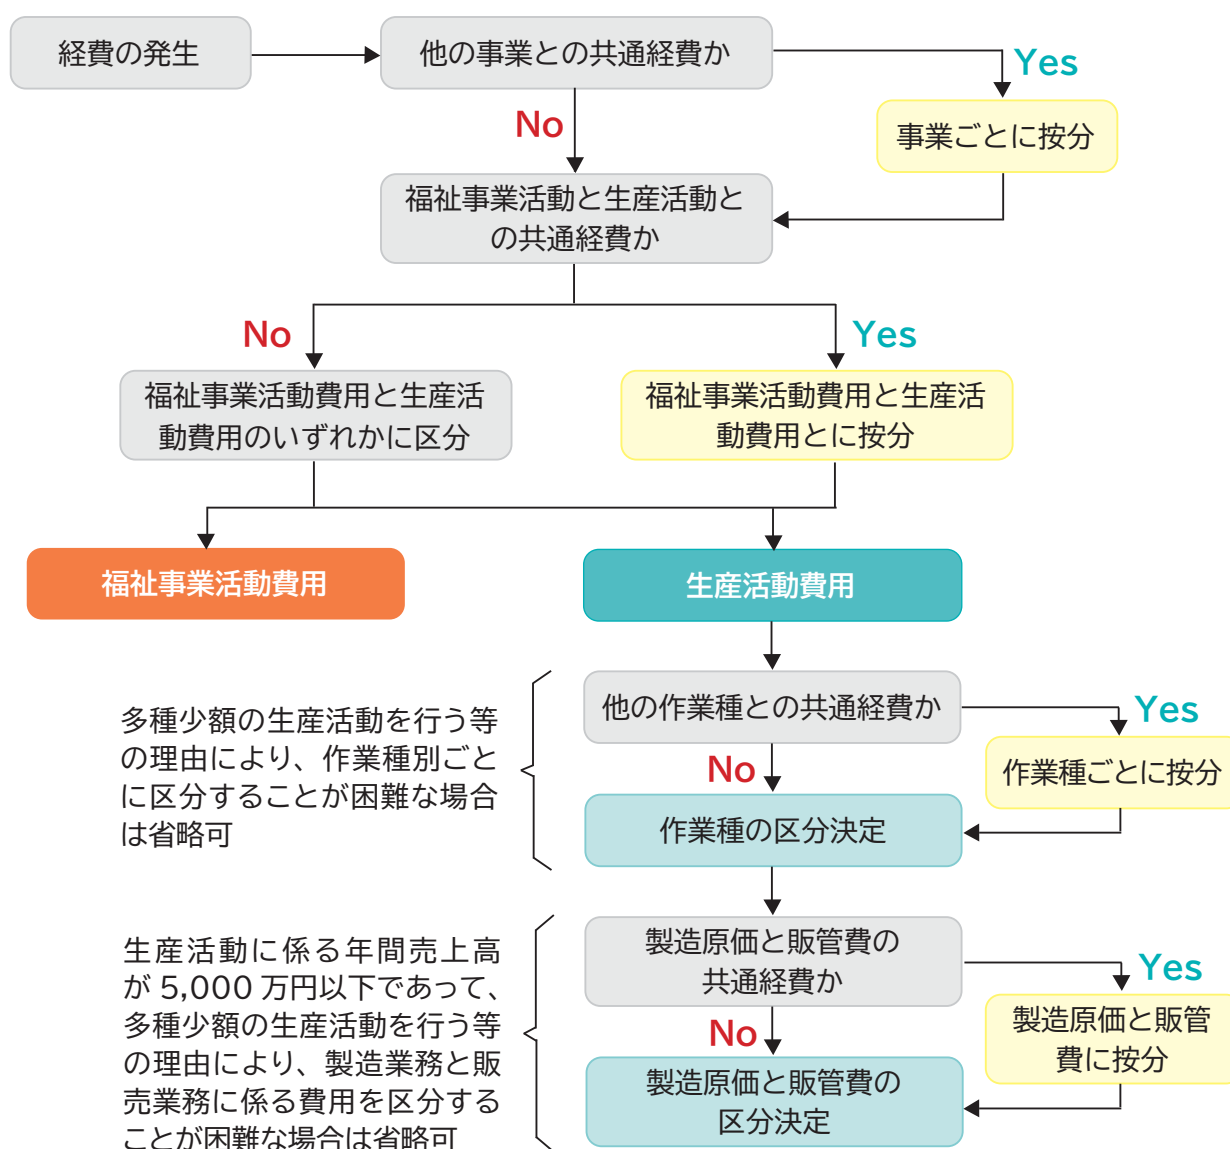 経費の発生
他の事業との共通経費か
Yes
No
事業ごとに按分
福祉事業活動と生産活動と
の共通経費か
No
Yes
福祉事業活動費用と生産活
動費用のいずれかに区分
福祉事業活動費用と生産活
動費用とに按分
福祉事業活動費用
生産活動費用
多種少額の生産活動を行う等
の理由により、作業種別ごと
に区分することが困難な場合
は省略可
他の作業種との共通経費か
Yes
No
作業種ごとに按分
作業種の区分決定
生産活動に係る年間売上高
が 5,000 万円以下であって、
多種少額の生産活動を行う等
の理由により、製造業務と販
売業務に係る費用を区分する
ことが困難な場合は省略可
製造原価と販管費の
共通経費か
Yes
No
製造原価と販管
費に按分
製造原価と販管費の
区分決定